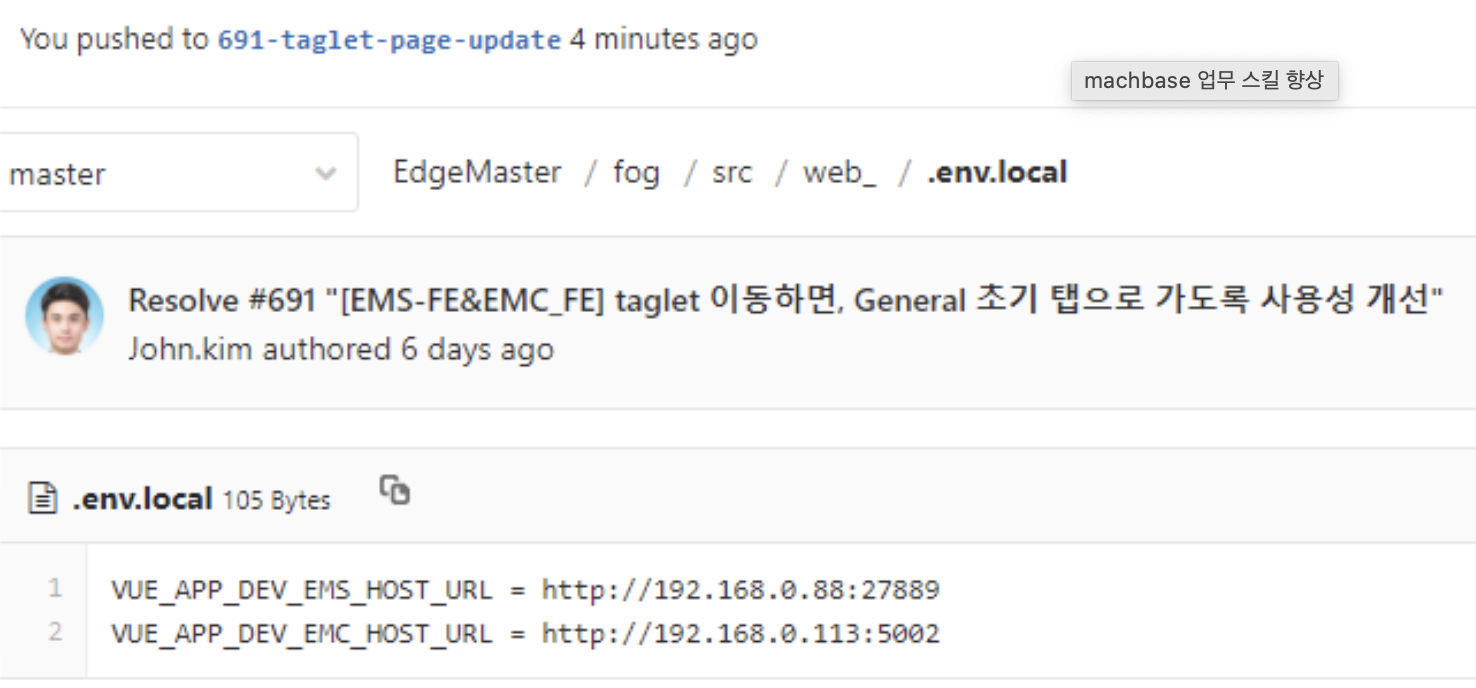 You pushed to 691-taglet-page-update 4 minutes ago
machbase 업무 스킬 향상
master
EdgeMaster / fog / src / web_ / .env.local
Resolve #691 "[EMS-FE&EMC_FE] taglet 이동하면, General 초기 탭으로 가도록 사용성 개선"
John.kim authored 6 days ago
.env.local 105 Bytes
1 VUE_APP_DEV_EMS_HOST_URL = http://192.168.0.88:27889
2 VUE_APP_DEV_EMC_HOST_URL = http://192.168.0.113:5002